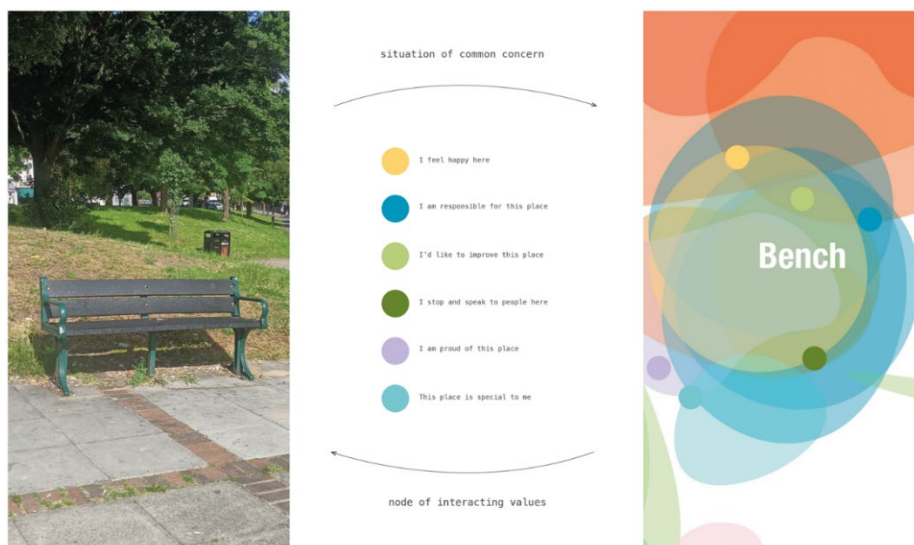 situation of common concern
I feel happy here
I am responsible for this place
I'd like to improve this place
I stop and speak to people here
I am proud of this place
This place is special to me
node of interacting values
Bench